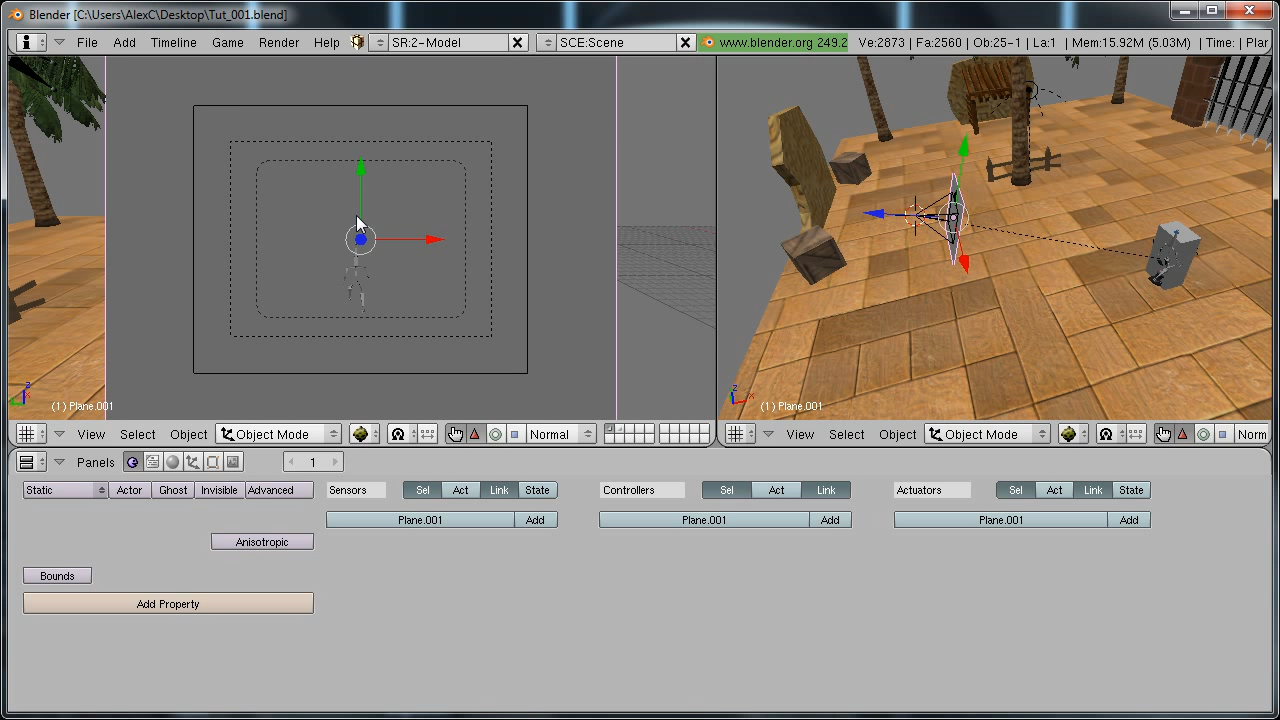 Blender [C:\Users\AlexC\Desktop\Tut_001.blend]
File Add Timeline Game Render Help SR:2-Model SCE:Scene www.blender.org 249.2 Ve:2873 | Fa:2560 | Ob:25-1 | La:1 | Mem:15.92M (5.03M) | Time: | Plar
z
x
(1) Plane.001
z
x
(1) Plane.001
View Select Object Object Mode Normal
View Select Object Object Mode Norm
Panels 1
Static Actor Ghost Invisible Advanced Sensors Sel Act Link State Controllers Sel Act Link Actuators Sel Act Link State
Plane.001 Add Plane.001 Add Plane.001 Add
Anisotropic
Bounds
Add Property